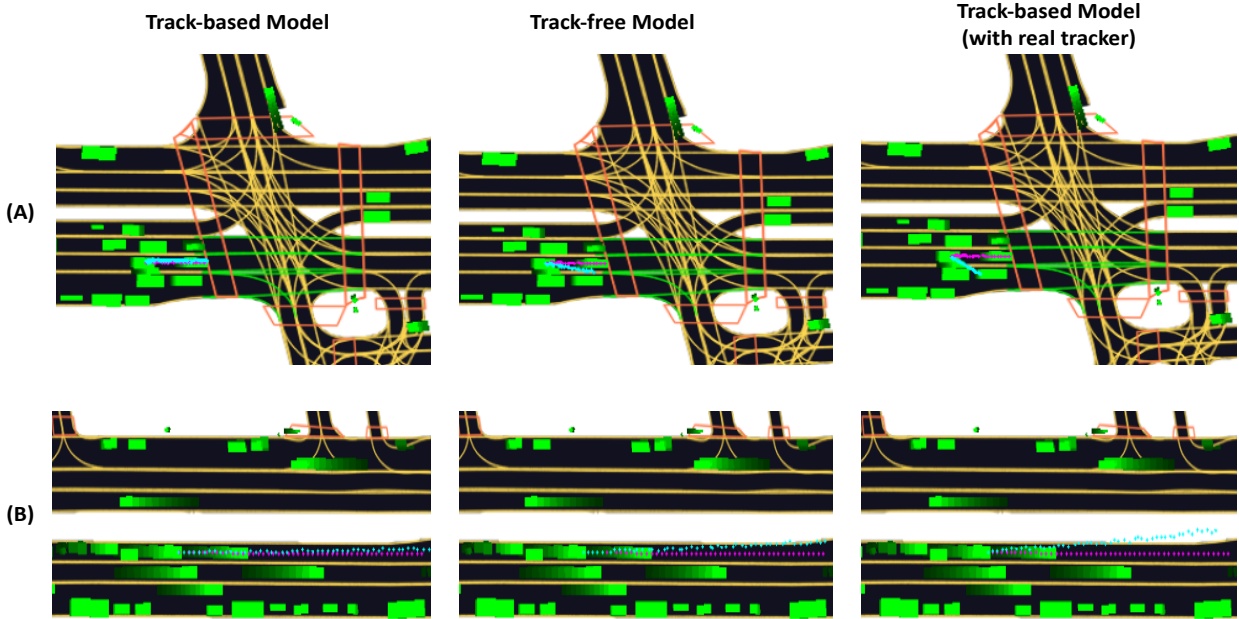 Track-based Model
Track-free Model
Track-based Model
(with real tracker)
(A)
(B)